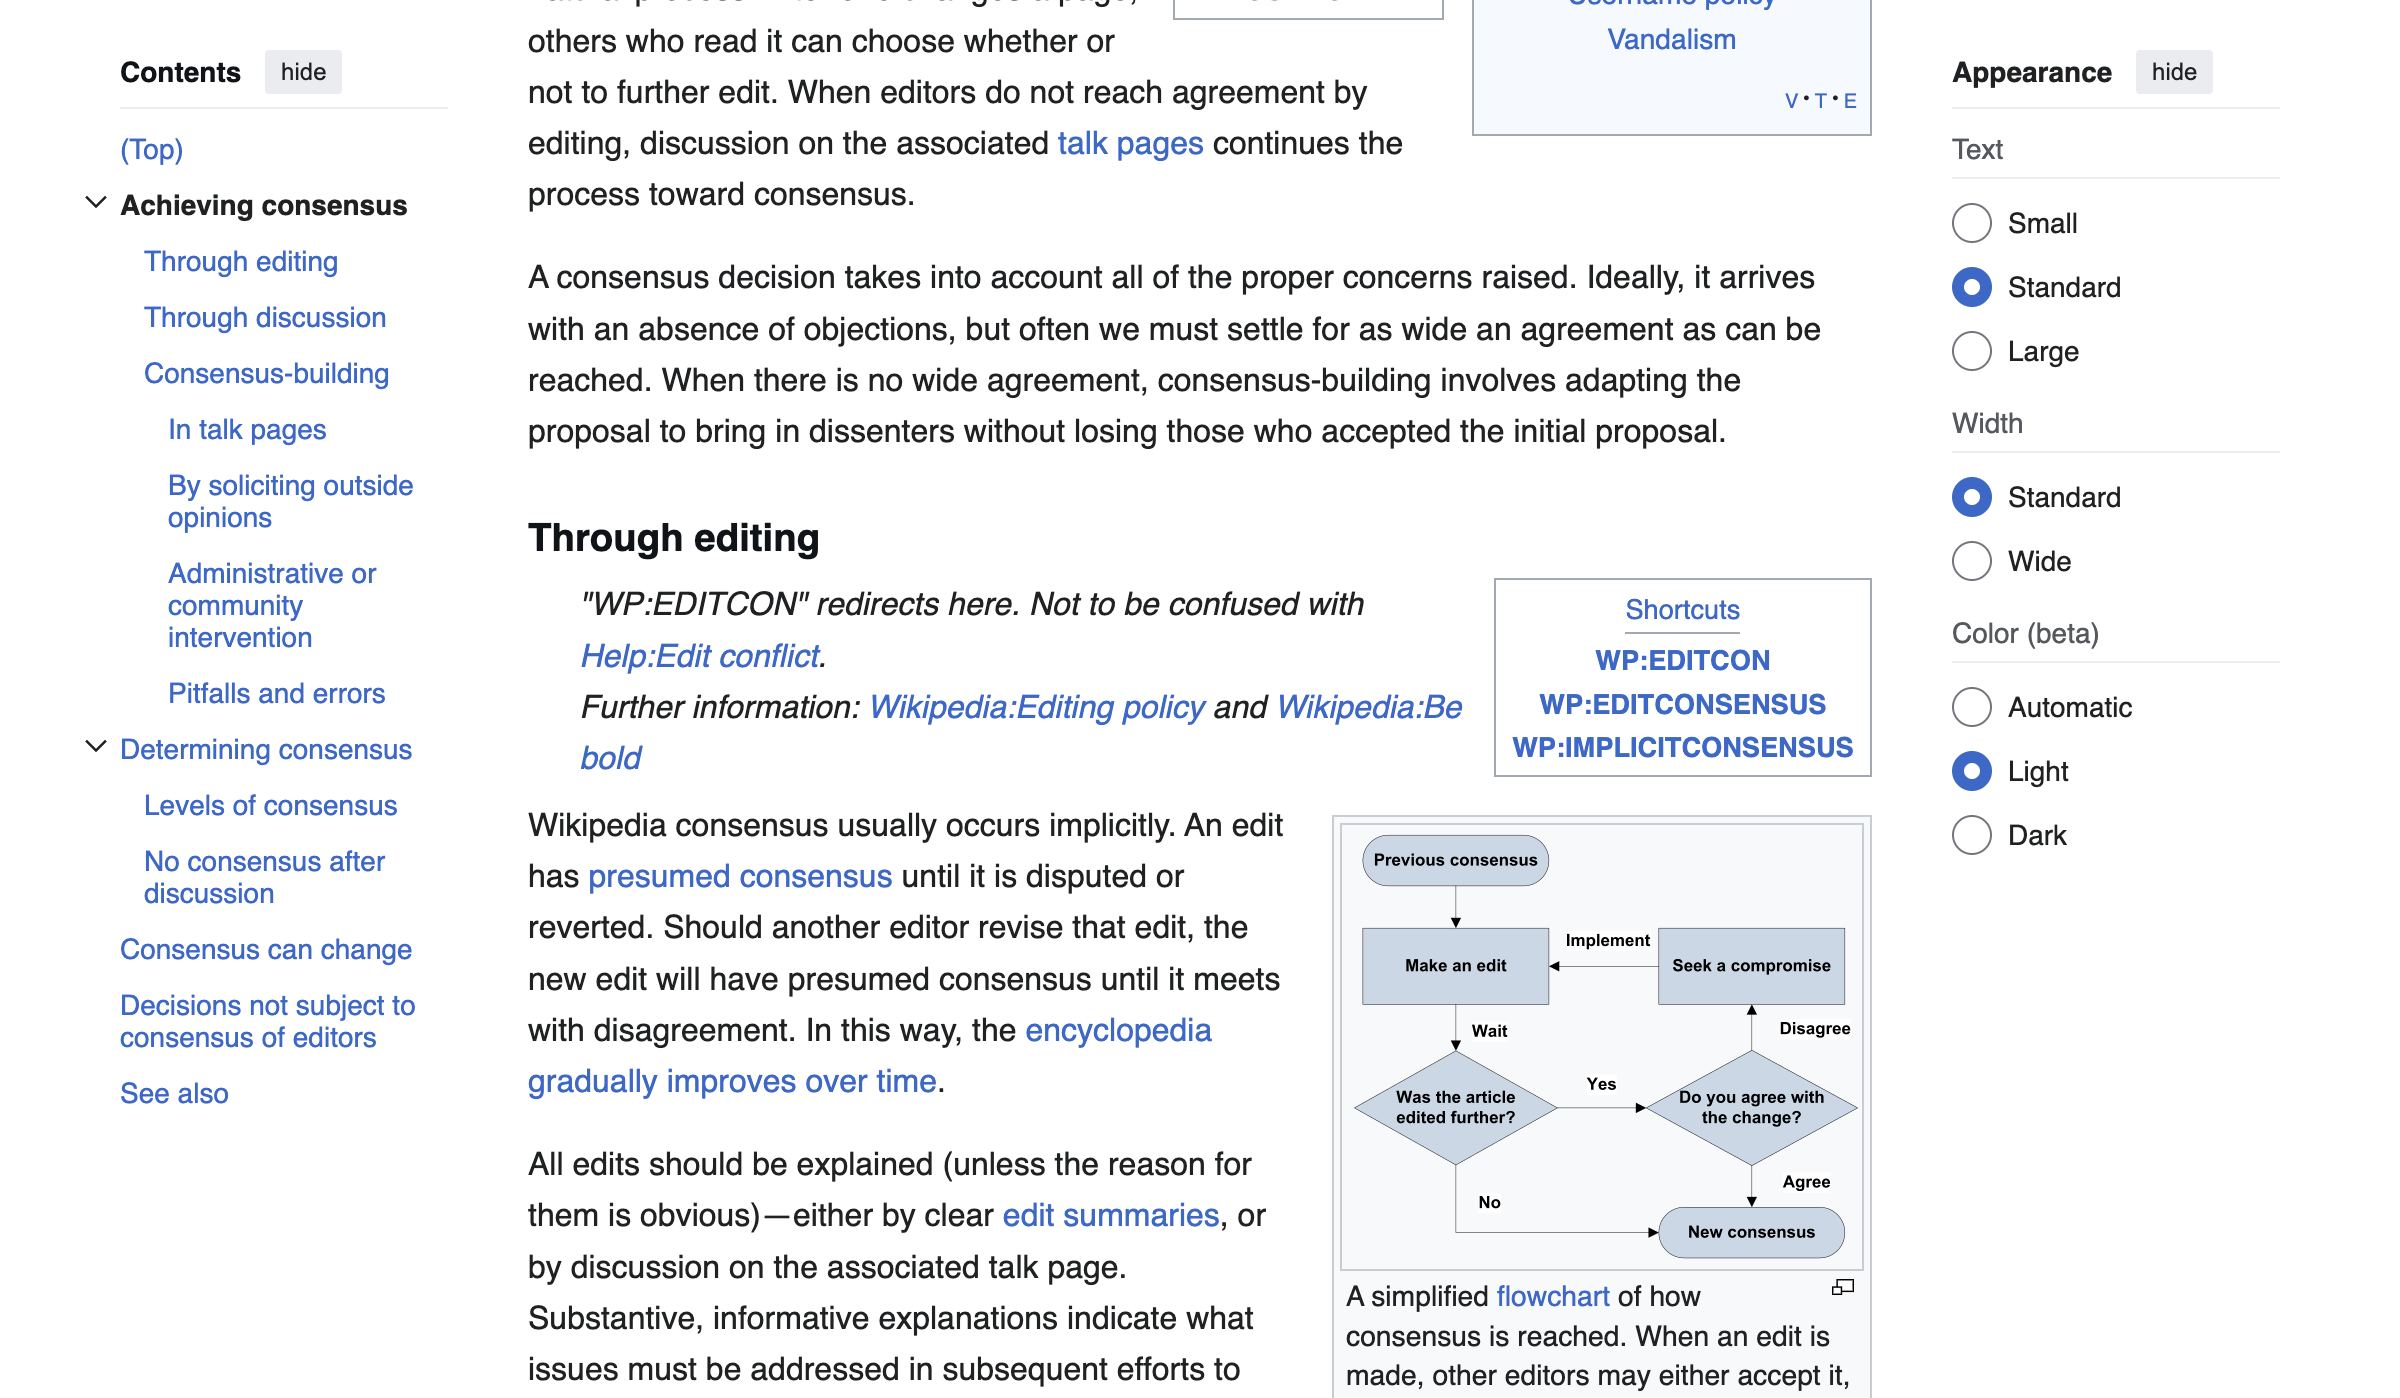 Contents hide
(Top)
Achieving consensus
Through editing
Through discussion
Consensus-building
In talk pages
By soliciting outside
opinions
Administrative or
community
intervention
Pitfalls and errors
Determining consensus
Levels of consensus
No consensus after
discussion
Consensus can change
Decisions not subject to
consensus of editors
See also
others who read it can choose whether or
not to further edit. When editors do not reach agreement by
editing, discussion on the associated talk pages continues the
process toward consensus.
Username policy
Vandalism
V • T • E
A consensus decision takes into account all of the proper concerns raised. Ideally, it arrives
with an absence of objections, but often we must settle for as wide an agreement as can be
reached. When there is no wide agreement, consensus-building involves adapting the
proposal to bring in dissenters without losing those who accepted the initial proposal.
Through editing
"WP:EDITCON" redirects here. Not to be confused with
Help:Edit conflict.
Further information: Wikipedia:Editing policy and Wikipedia:Be
bold
Shortcuts
WP:EDITCON
WP:EDITCONSENSUS
WP:IMPLICITCONSENSUS
Wikipedia consensus usually occurs implicitly. An edit
has presumed consensus until it is disputed or
reverted. Should another editor revise that edit, the
new edit will have presumed consensus until it meets
with disagreement. In this way, the encyclopedia
gradually improves over time.
All edits should be explained (unless the reason for
them is obvious)—either by clear edit summaries, or
by discussion on the associated talk page.
Substantive, informative explanations indicate what
issues must be addressed in subsequent efforts to
Previous consensus
Make an edit
Implement
Seek a compromise
Wait
Disagree
Was the article
edited further?
Yes
Do you agree with
the change?
No
Agree
New consensus
A simplified flowchart of how
consensus is reached. When an edit is
made, other editors may either accept it,
Appearance hide
Text
Small
Standard
Large
Width
Standard
Wide
Color (beta)
Automatic
Light
Dark